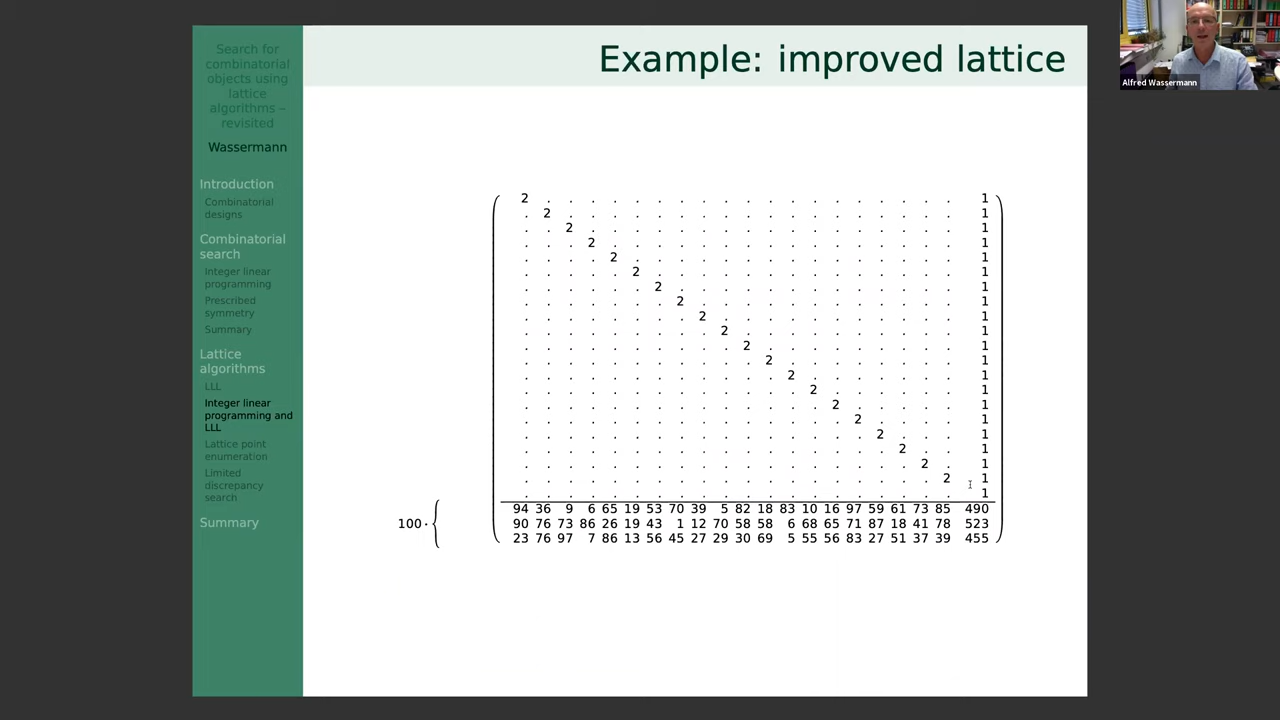 Search for
combinatorial
objects using
lattice
algorithms –
revisited
Wassermann
Introduction
Combinatorial
designs
Combinatorial
search
Integer linear
programming
Prescribed
symmetry
Summary
Lattice
algorithms
LLL
Integer linear
programming and
LLL
Lattice point
enumeration
Limited
discrepancy
search
Summary
Example: improved lattice
2 . . . . . . . . . . . . . . . . . . . 1
. 2 . . . . . . . . . . . . . . . . . . 1
. . 2 . . . . . . . . . . . . . . . . . 1
. . . 2 . . . . . . . . . . . . . . . . 1
. . . . 2 . . . . . . . . . . . . . . . 1
. . . . . 2 . . . . . . . . . . . . . . 1
. . . . . . 2 . . . . . . . . . . . . . 1
. . . . . . . 2 . . . . . . . . . . . . 1
. . . . . . . . 2 . . . . . . . . . . . 1
. . . . . . . . . 2 . . . . . . . . . . 1
. . . . . . . . . . 2 . . . . . . . . . 1
. . . . . . . . . . . 2 . . . . . . . . 1
. . . . . . . . . . . . 2 . . . . . . . 1
. . . . . . . . . . . . . 2 . . . . . . 1
. . . . . . . . . . . . . . 2 . . . . . 1
. . . . . . . . . . . . . . . 2 . . . . 1
. . . . . . . . . . . . . . . . 2 . . . 1
. . . . . . . . . . . . . . . . . 2 . . 1
. . . . . . . . . . . . . . . . . . 2 . 1
. . . . . . . . . . . . . . . . . . . 2 1
. . . . . . . . . . . . . . . . . . . . 1
94 36 9 6 65 19 53 70 39 5 82 18 83 10 16 97 59 61 73 85 490
100· 90 76 73 86 26 19 43 1 12 70 58 58 6 68 65 71 87 18 41 78 523
23 76 97 7 86 13 56 45 27 29 30 69 5 55 56 83 27 51 37 39 455
Alfred Wassermann